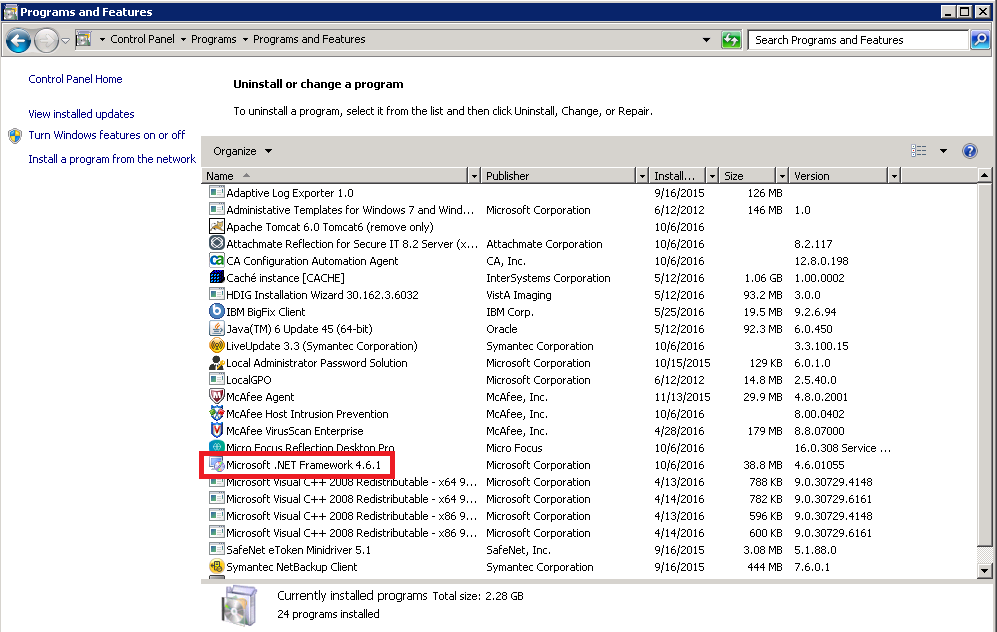 Programs and Features
Control Panel Programs Programs and Features Search Programs and Features
Control Panel Home
View installed updates
Turn Windows features on or off
Install a program from the network
Uninstall or change a program
To uninstall a program, select it from the list and then click Uninstall, Change, or Repair.
Organize
Name Publisher Install... Size Version
Adaptive Log Exporter 1.0 9/16/2015 126 MB
Administative Templates for Windows 7 and Wind... Microsoft Corporation 6/12/2012 146 MB 1.0
Apache Tomcat 6.0 Tomcat6 (remove only) 10/6/2016
Attachmate Reflection for Secure IT 8.2 Server (x... Attachmate Corporation 10/6/2016 8.2.117
CA Configuration Automation Agent CA, Inc. 10/6/2016 12.8.0.198
Caché instance [CACHE] InterSystems Corporation 5/12/2016 1.06 GB 1.00.0002
HDIG Installation Wizard 30.162.3.6032 VistA Imaging 5/12/2016 93.2 MB 3.0.0
IBM BigFix Client IBM Corp. 5/25/2016 19.5 MB 9.2.6.94
Java(TM) 6 Update 45 (64-bit) Oracle 5/12/2016 92.3 MB 6.0.450
LiveUpdate 3.3 (Symantec Corporation) Symantec Corporation 10/6/2016 3.3.100.15
Local Administrator Password Solution Microsoft Corporation 10/15/2015 129 KB 6.0.1.0
LocalGPO Microsoft Corporation 6/12/2012 14.8 MB 2.5.40.0
McAfee Agent McAfee, Inc. 11/13/2015 29.9 MB 4.8.0.2001
McAfee Host Intrusion Prevention McAfee, Inc. 10/6/2016 8.00.0402
McAfee VirusScan Enterprise McAfee, Inc. 4/28/2016 179 MB 8.8.07000
Micro Focus Reflection Desktop Pro Micro Focus 10/6/2016 16.0.308 Service ...
Microsoft .NET Framework 4.6.1 Microsoft Corporation 10/6/2016 38.8 MB 4.6.01055
Microsoft Visual C++ 2008 Redistributable - x64 9... Microsoft Corporation 4/13/2016 788 KB 9.0.30729.4148
Microsoft Visual C++ 2008 Redistributable - x64 9... Microsoft Corporation 4/14/2016 782 KB 9.0.30729.6161
Microsoft Visual C++ 2008 Redistributable - x86 9... Microsoft Corporation 4/13/2016 596 KB 9.0.30729.4148
Microsoft Visual C++ 2008 Redistributable - x86 9... Microsoft Corporation 4/14/2016 600 KB 9.0.30729.6161
SafeNet eToken Minidriver 5.1 SafeNet, Inc. 9/16/2015 3.08 MB 5.1.88.0
Symantec NetBackup Client Symantec Corporation 9/16/2015 444 MB 7.6.0.1
Currently installed programs Total size: 2.28 GB
24 programs installed